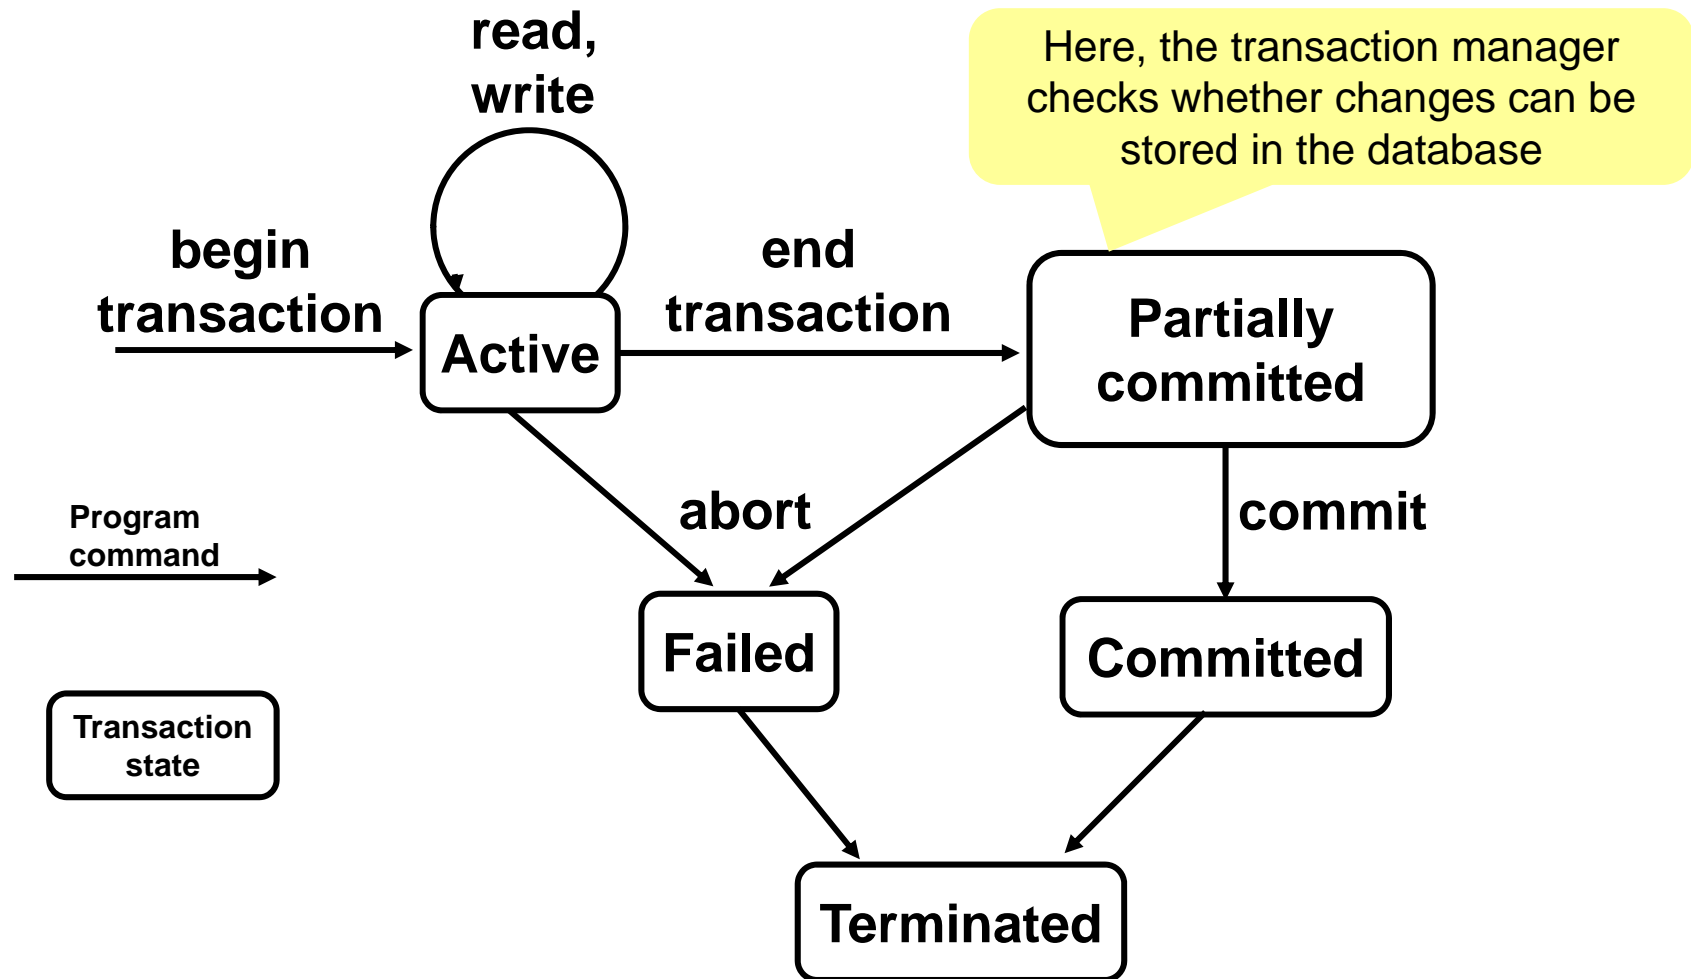 read,
write
Here, the transaction manager
checks whether changes can be
stored in the database
begin
transaction
end
transaction
Active
Partially
committed
abort
commit
Program
command
Failed
Committed
Transaction
state
Terminated